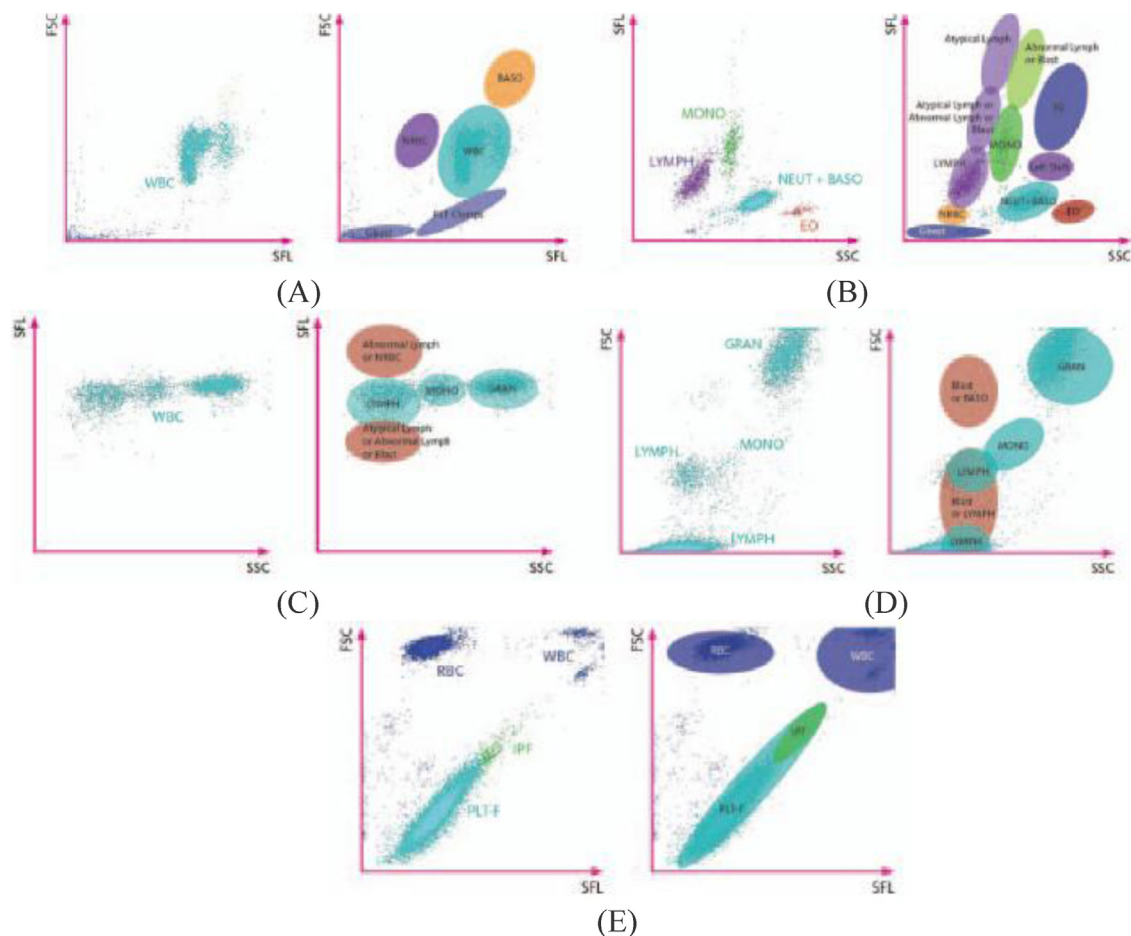 FSC
WBC
SFL
FSC
BASO
NRBC
WBC
PLT Clumps
Ghost
SFL
(A)
SFL
MONO
LYMPH
NEUT + BASO
EO
SSC
SFL
Atypical Lymph
Abnormal Lymph
or Blast
IG
Atypical Lymph or
Abnormal Lymph or
Blast
MONO
LYMPH
Left Shift
NEUT+BASO
NRBC
EO
Ghost
SSC
(B)
SFL
WBC
SSC
SFL
Abnormal Lymph
or NRBC
MONO
GRAN
LYMPH
Atypical Lymph
or Abnormal Lymph
or Blast
SSC
(C)
FSC
GRAN
LYMPH
MONO
LYMPH
SSC
FSC
GRAN
Blast
or BASO
MONO
LYMPH
Blast
or LYMPH
LYMPH
SSC
(D)
FSC
RBC
WBC
IPF
PLT-F
SFL
FSC
RBC
WBC
IPF
PLT-F
SFL
(E)